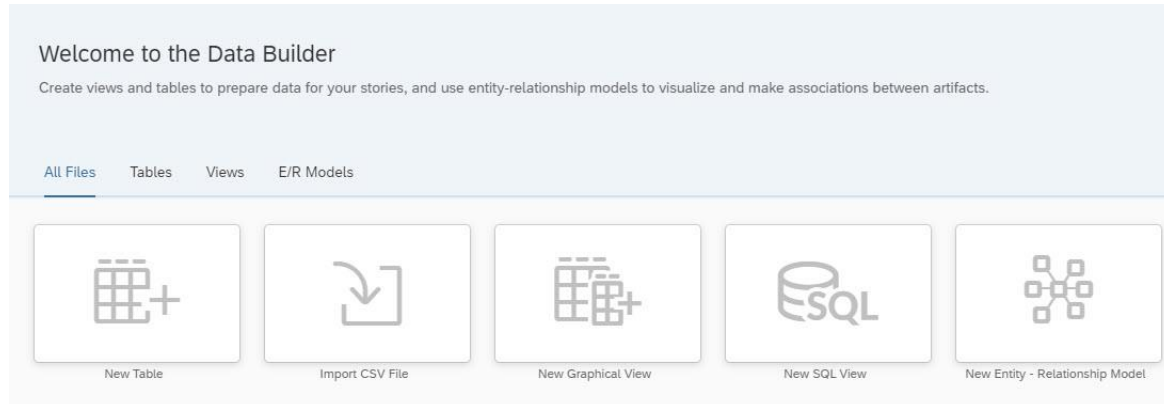 Welcome to the Data Builder
Create views and tables to prepare data for your stories, and use entity-relationship models to visualize and make associations between artifacts.
All Files Tables Views E/R Models
SQL
New Table Import CSV File New Graphical View New SQL View New Entity - Relationship Model